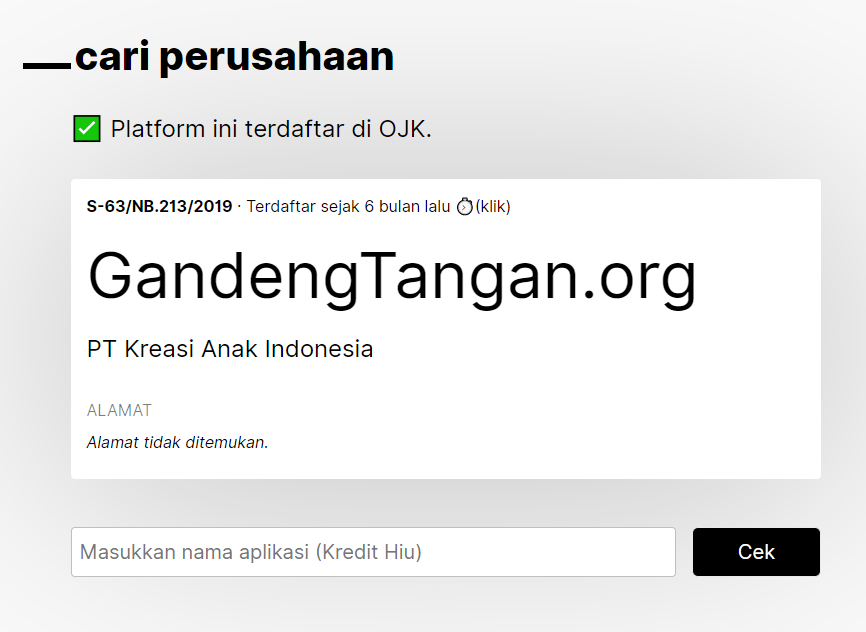 cari perusahaan
✅ Platform ini terdaftar di OJK.
S-63/NB.213/2019 · Terdaftar sejak 6 bulan lalu ⏱(klik)
GandengTangan.org
PT Kreasi Anak Indonesia
ALAMAT
Alamat tidak ditemukan.
Masukkan nama aplikasi (Kredit Hiu)
Cek